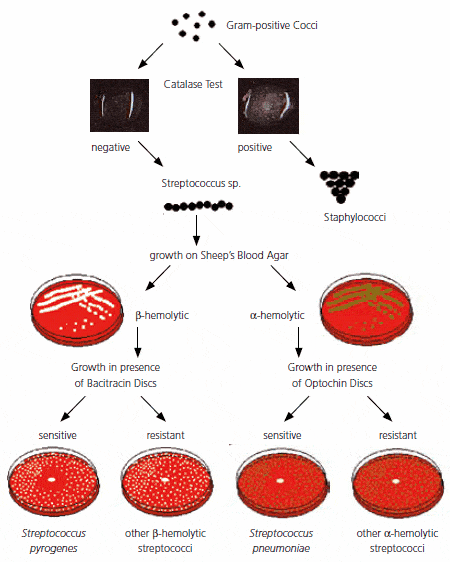 Gram-positive Cocci
Catalase Test
negative
positive
Streptococcus sp.
Staphylococci
growth on Sheep's Blood Agar
β-hemolytic
α-hemolytic
Growth in presence
of Bacitracin Discs
Growth in presence
of Optochin Discs
sensitive
resistant
sensitive
resistant
Streptococcus
pyrogenes
other β-hemolytic
streptococci
Streptococcus
pneumoniae
other α-hemolytic
streptococci